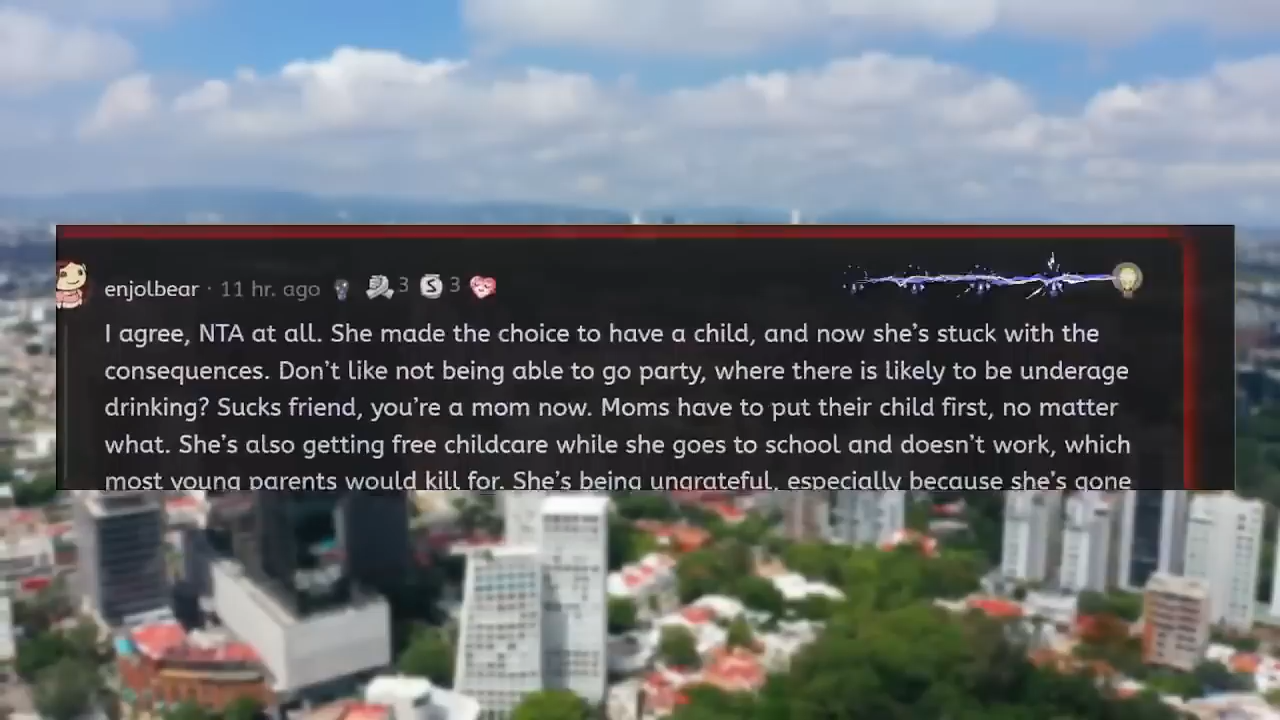 enjolbear · 11 hr. ago 3 S 3
I agree, NTA at all. She made the choice to have a child, and now she's stuck with the
consequences. Don't like not being able to go party, where there is likely to be underage
drinking? Sucks friend, you're a mom now. Moms have to put their child first, no matter
what. She's also getting free childcare while she goes to school and doesn't work, which
most young parents would kill for. She's being ungrateful, especially because she's gone